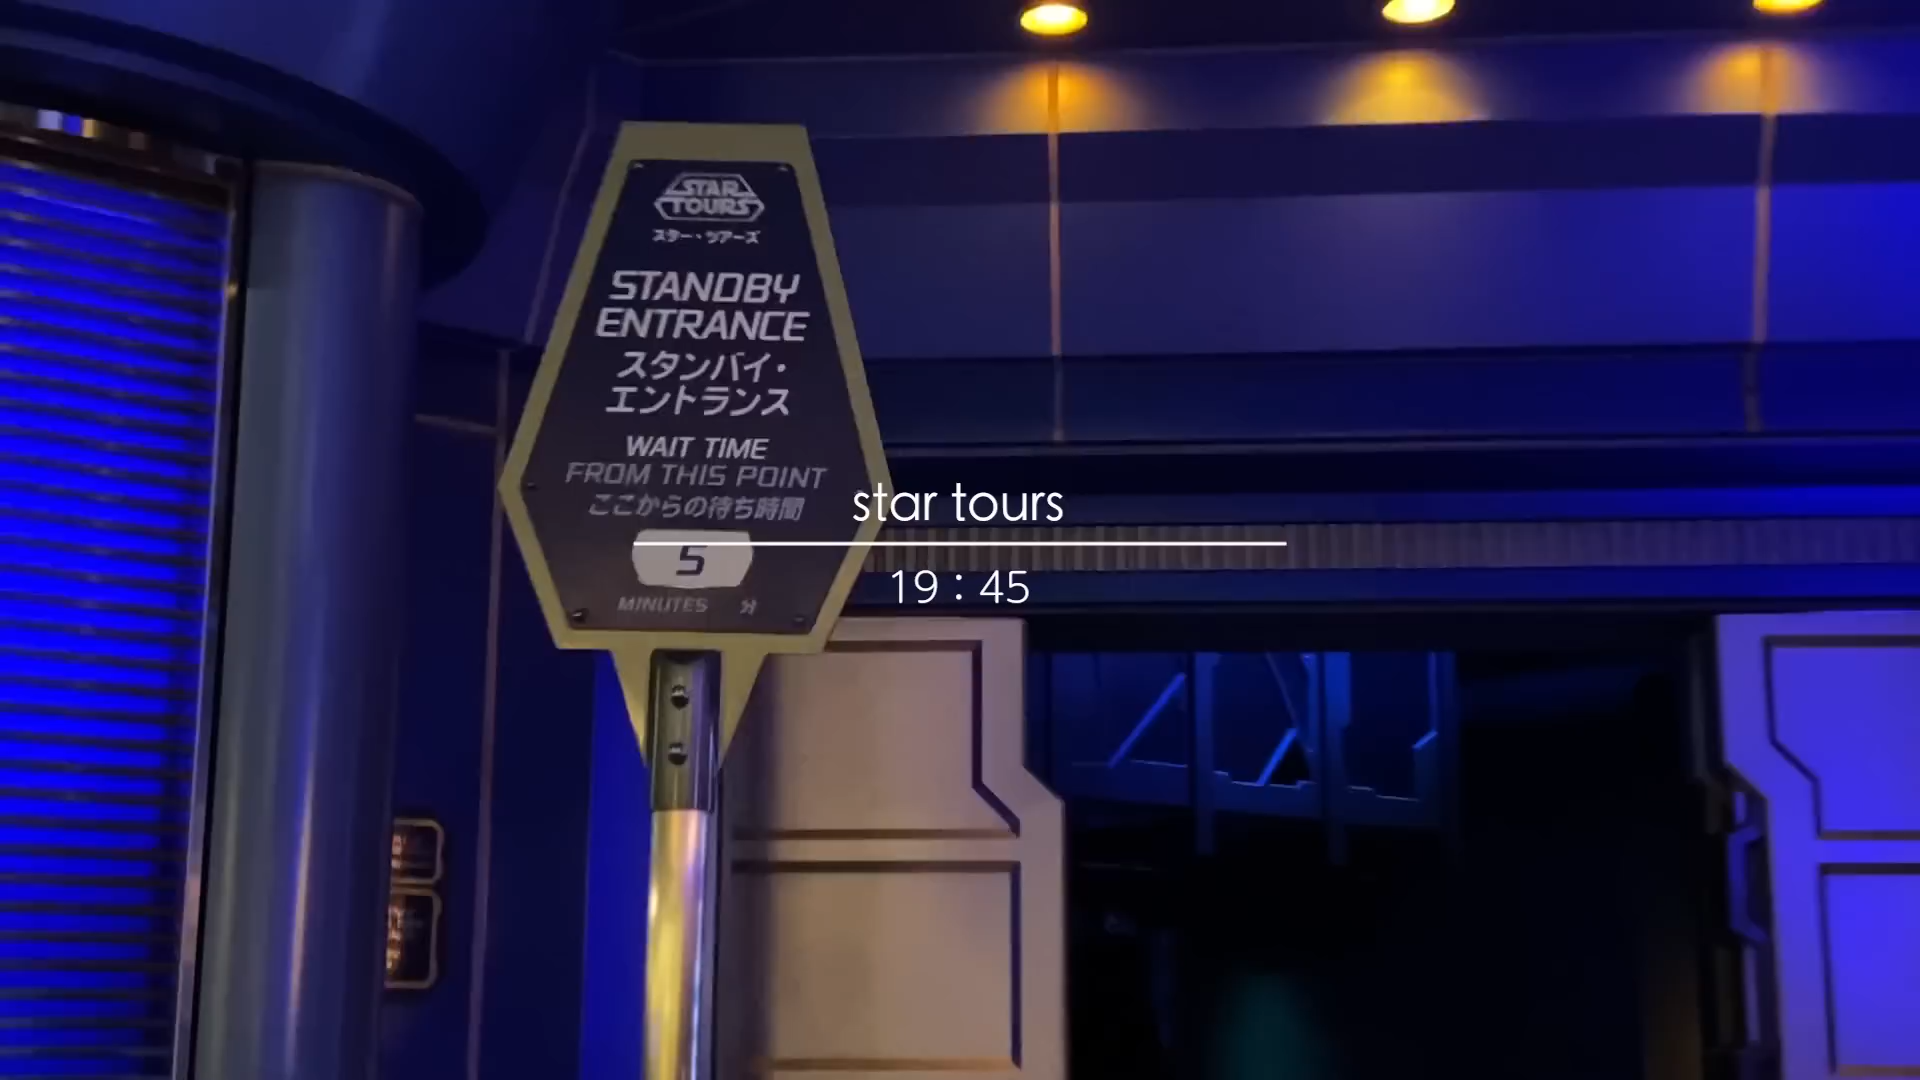 STAR
TOURS
スター・ツアーズ
STANDBY
ENTRANCE
スタンバイ・
エントランス
WAIT TIME
FROM THIS POINT
ここからの待ち時間
5
MINUTES 分
star tours
19:45